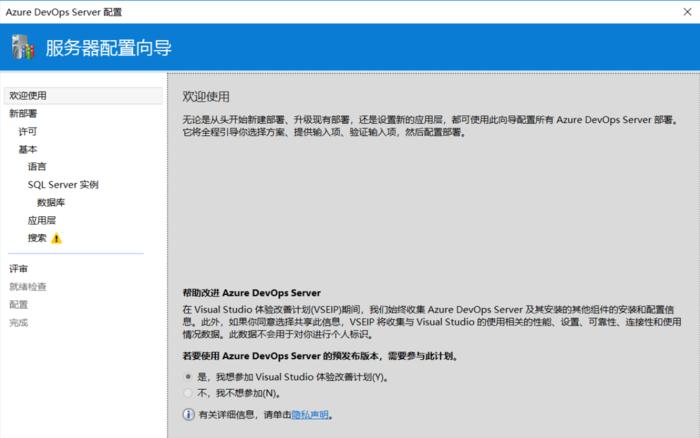 Azure DevOps Server 配置
服务器配置向导
欢迎使用
新部署
许可
基本
语言
SQL Server 实例
数据库
应用层
搜索
评审
就绪检查
配置
完成
欢迎使用
无论是从头开始新建部署、升级现有部署，还是设置新的应用层，都可使用此向导配置所有 Azure DevOps Server 部署。
它将全程引导你选择方案、提供输入项、验证输入项，然后配置部署。
帮助改进 Azure DevOps Server
在 Visual Studio 体验改善计划(VSEIP)期间，我们始终收集 Azure DevOps Server 及其安装的其他组件的安装和配置信
息。此外，如果你同意选择共享此信息，VSEIP 将收集与 Visual Studio 的使用相关的性能、设置、可靠性、连接性和使用
情况数据。此数据不会用于对你进行个人标识。
若要使用 Azure DevOps Server 的预发布版本，需要参与此计划。
是，我想参加 Visual Studio 体验改善计划(Y)。
不，我不想参加(N)。
有关详细信息，请单击隐私声明。